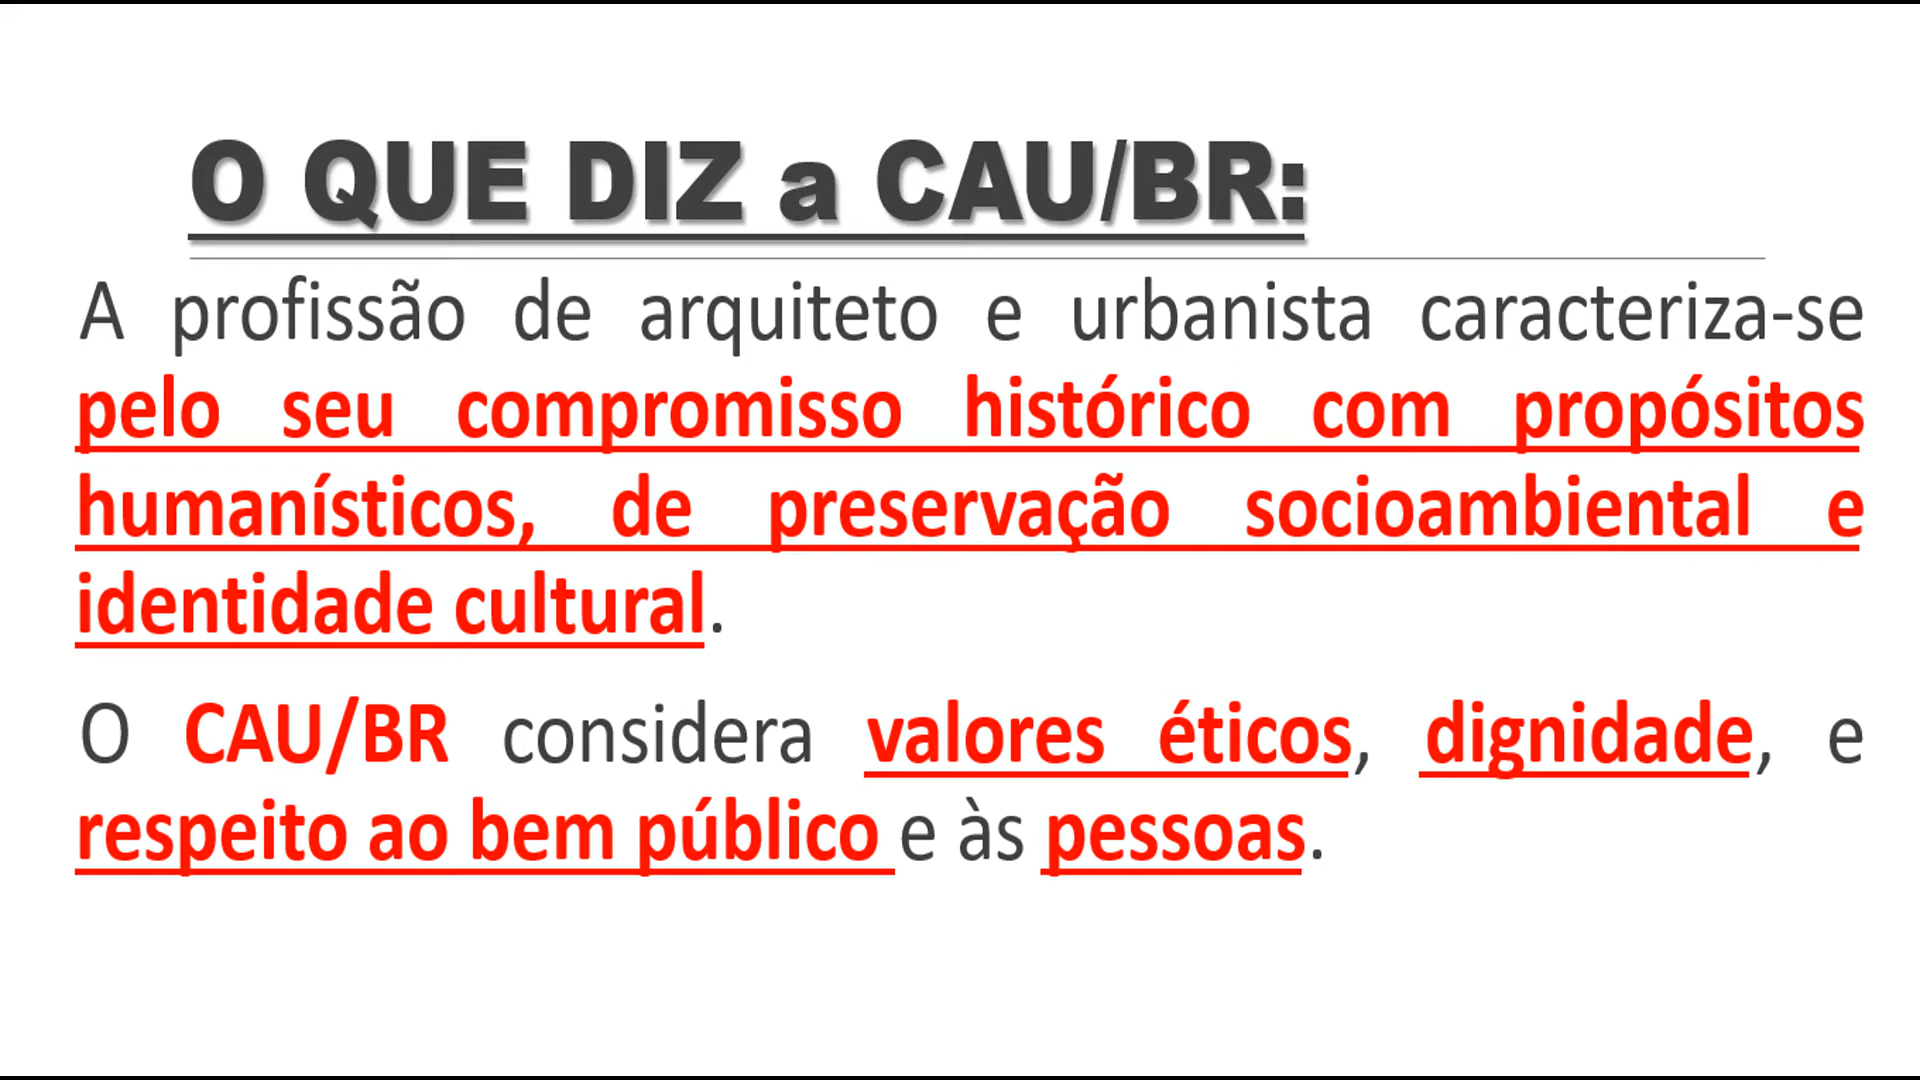 O QUE DIZ a CAU/BR:
A profissão de arquiteto e urbanista caracteriza-se
pelo seu compromisso histórico com propósitos
humanísticos, de preservação socioambiental e
identidade cultural.
O CAU/BR considera valores éticos, dignidade, e
respeito ao bem público e às pessoas.